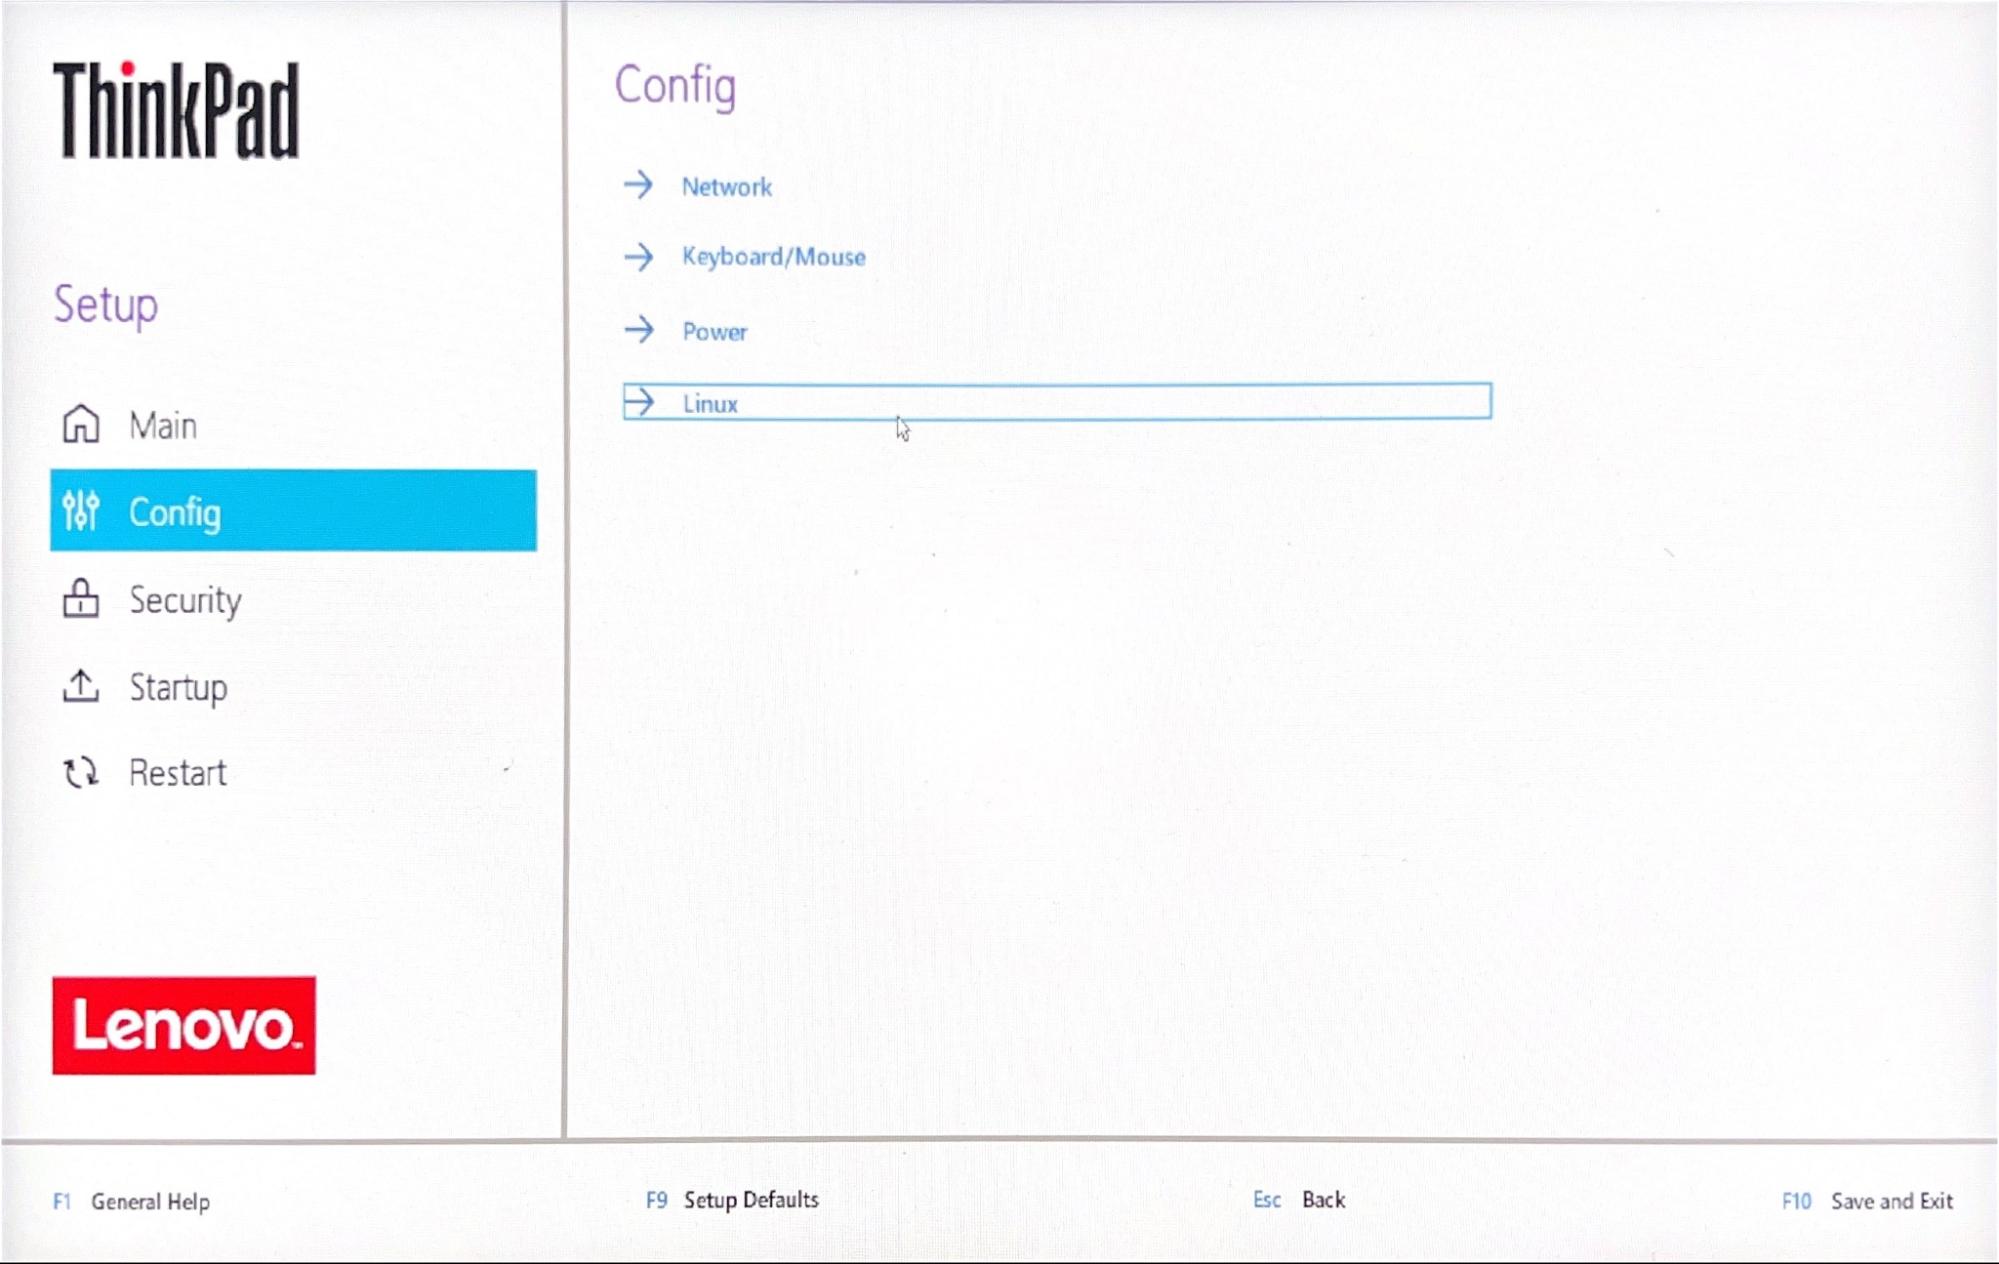 ThinkPad
Setup
Main
Config
Security
Startup
Restart
Lenovo™
Config
Network
Keyboard/Mouse
Power
Linux
F1 General Help
F9 Setup Defaults
Esc Back
F10 Save and Exit